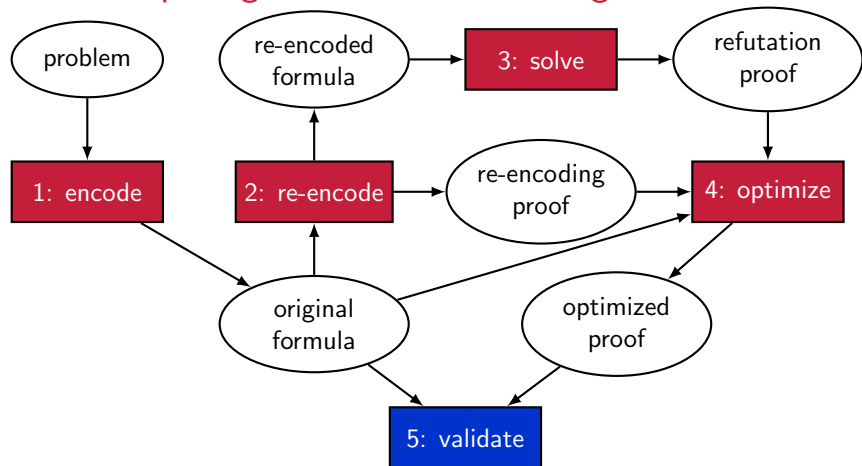 problem
re-encoded
formula
3: solve
refutation
proof
1: encode
2: re-encode
re-encoding
proof
4: optimize
original
formula
optimized
proof
5: validate